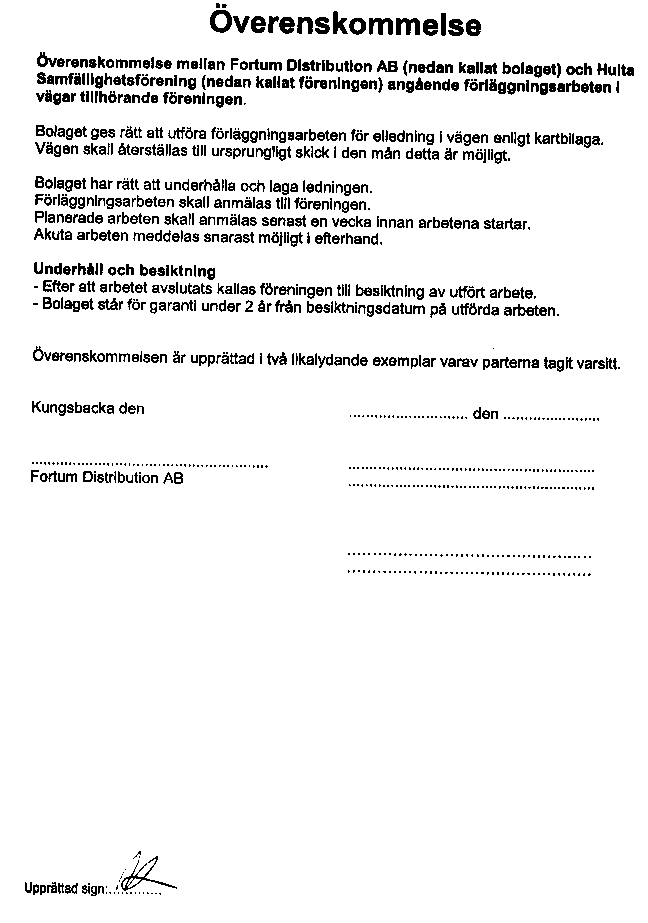 Överenskommelse
Överenskommelse mellan Fortum Distribution AB (nedan kallat bolaget) och Hulta
Samfällighetsförening (nedan kallat föreningen) angående förläggningsarbeten i
vägar tillhörande föreningen.
Bolaget ges rätt att utföra förläggningsarbeten för elledning i vägen enligt kartbilaga.
Vägen skall återställas till ursprungligt skick i den mån detta är möjligt.
Bolaget har rätt att underhålla och laga ledningen.
Förläggningsarbeten skall anmälas till föreningen.
Planerade arbeten skall anmälas senast en vecka innan arbetena startar.
Akuta arbeten meddelas snarast möjligt i efterhand.
Underhåll och besiktning
- Efter att arbetet avslutats kallas föreningen till besiktning av utfört arbete.
- Bolaget står för garanti under 2 år från besiktningsdatum på utförda arbeten.
Överenskommelsen är upprättad i två likalydande exemplar varav parterna tagit varsitt.
Kungsbacka den
............................ den .......................
Fortum Distribution AB
Upprättad sign: